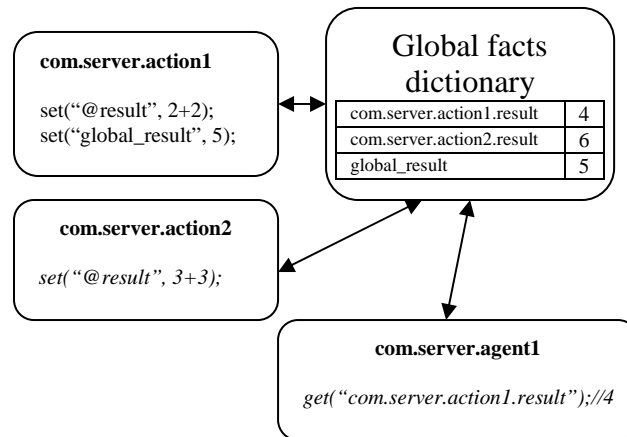 com.server.action1
set(“@result”, 2+2);
set(“global_result”, 5);
Global facts
dictionary
com.server.action1.result 4
com.server.action2.result 6
global_result 5
com.server.action2
set(“@result”, 3+3);
com.server.agent1
get(“com.server.action1.result”);//4